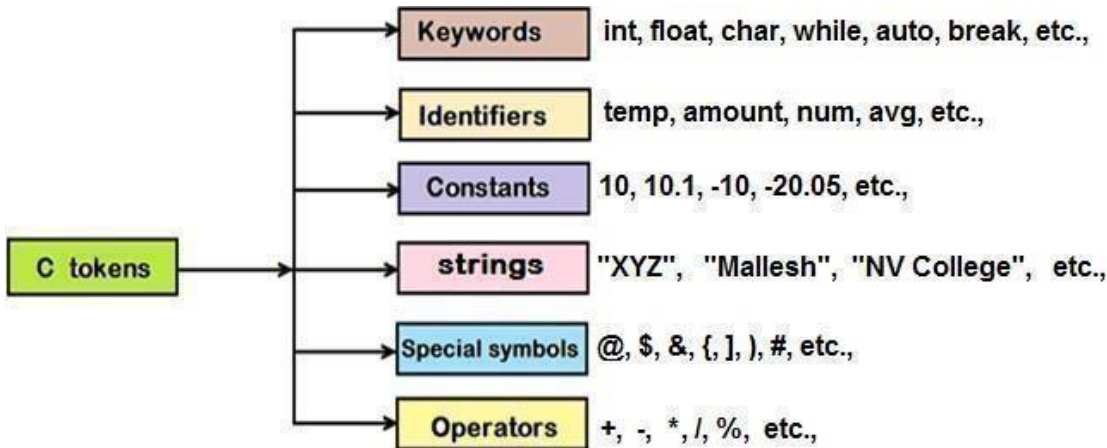 Keywords int, float, char, while, auto, break, etc.,
Identifiers temp, amount, num, avg, etc.,
Constants 10, 10.1, -10, -20.05, etc.,
C tokens
strings "XYZ", "Mallesh", "NV College", etc.,
Special symbols @, $, &, {, ], ), #, etc.,
Operators +, -, *, /, %, etc.,